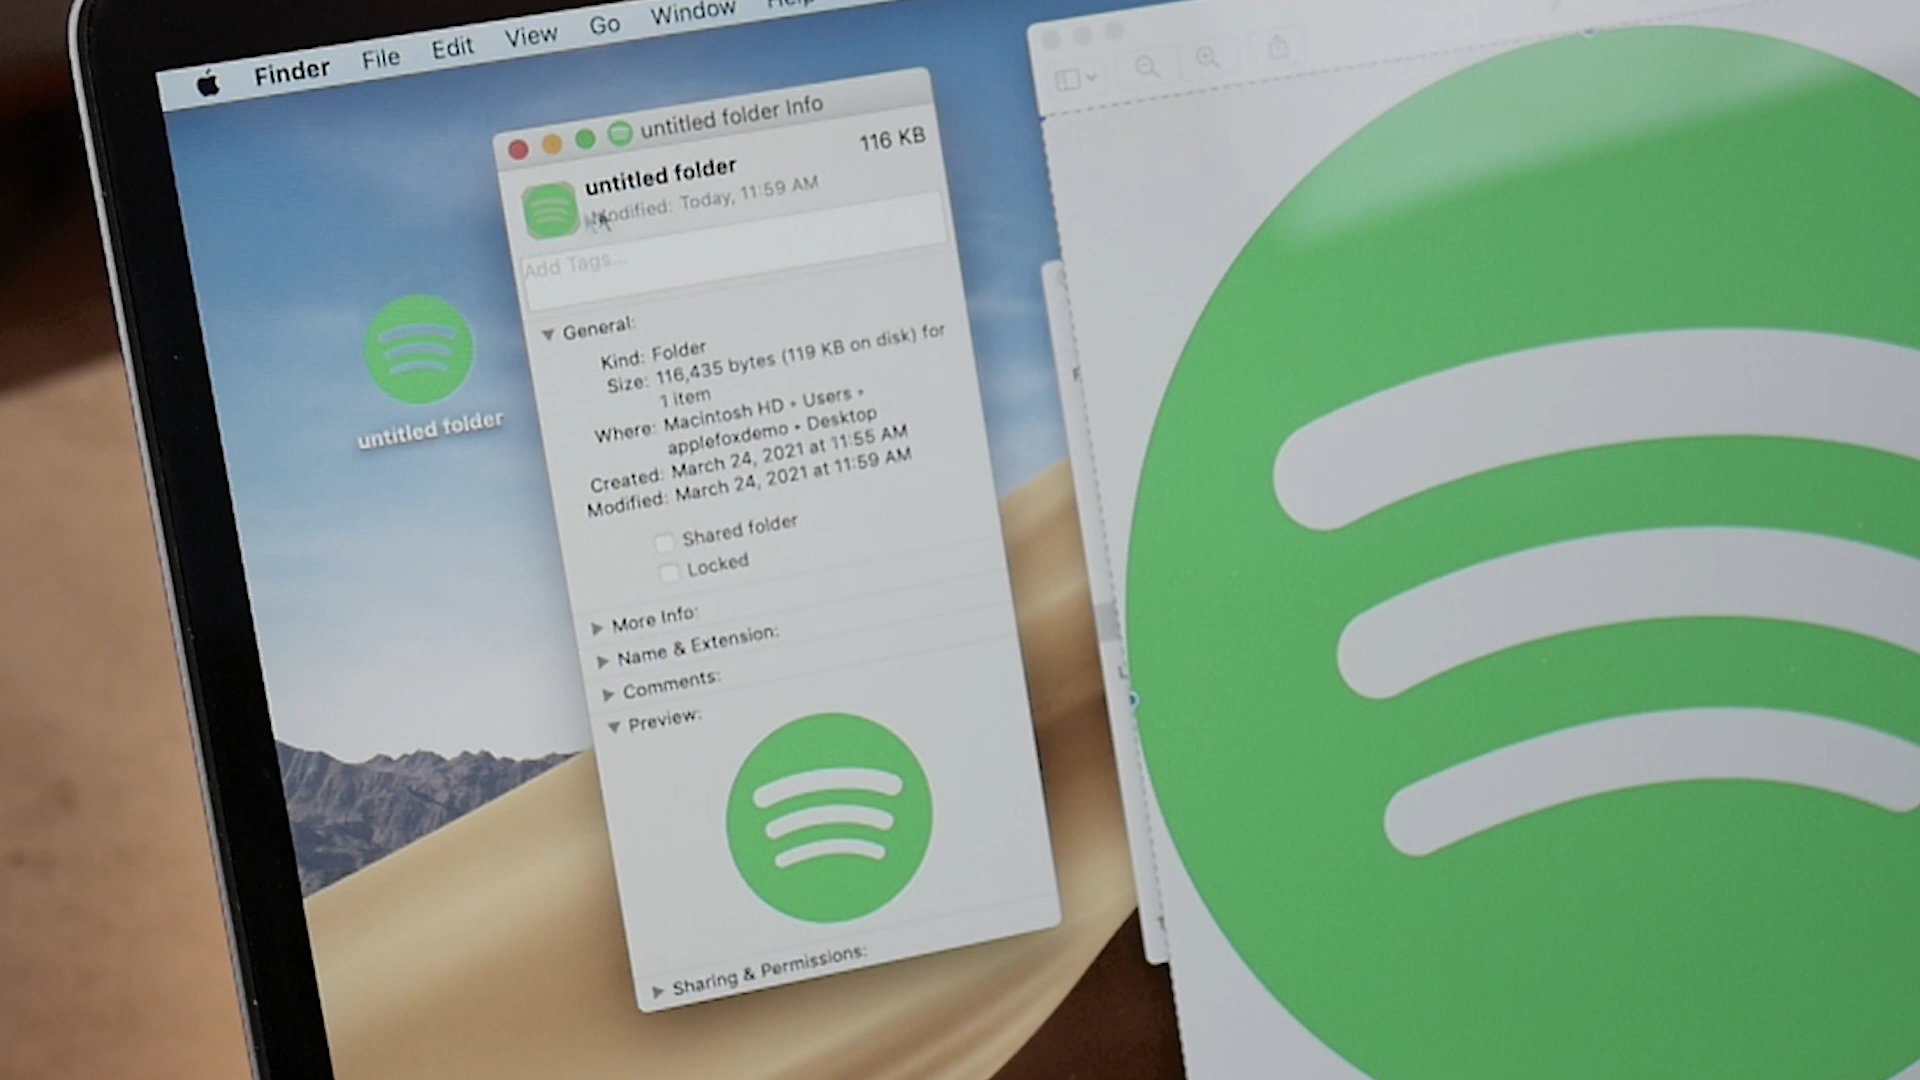 Finder File Edit View Go Window Help
untitled folder Info
untitled folder
116 KB
Modified: Today, 11:59 AM
Add Tags...
General:
Kind: Folder
Size: 116,435 bytes (119 KB on disk) for
1 item
Where: Macintosh HD • Users •
applefoxdemo • Desktop
Created: March 24, 2021 at 11:55 AM
Modified: March 24, 2021 at 11:59 AM
Shared folder
Locked
More Info:
Name & Extension:
Comments:
Preview:
Sharing & Permissions:
untitled folder